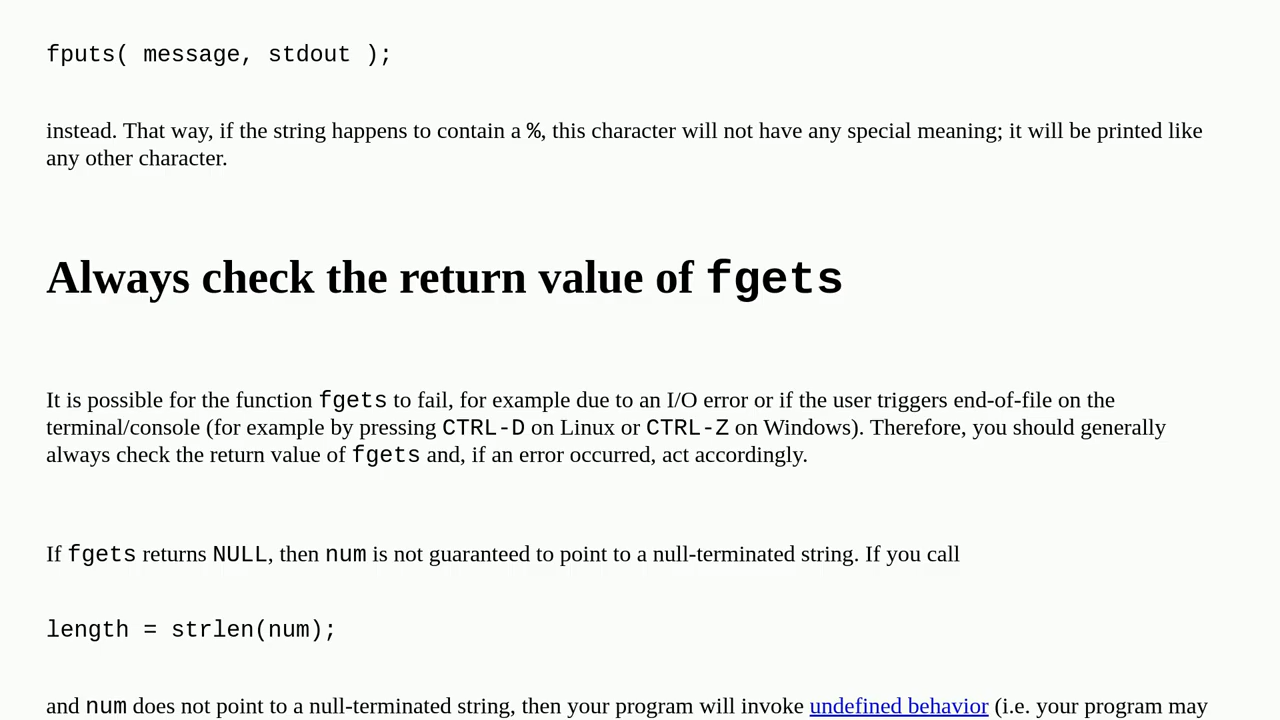 fputs( message, stdout );
instead. That way, if the string happens to contain a %, this character will not have any special meaning; it will be printed like
any other character.
Always check the return value of fgets
It is possible for the function fgets to fail, for example due to an I/O error or if the user triggers end-of-file on the
terminal/console (for example by pressing CTRL-D on Linux or CTRL-Z on Windows). Therefore, you should generally
always check the return value of fgets and, if an error occurred, act accordingly.
If fgets returns NULL, then num is not guaranteed to point to a null-terminated string. If you call
length = strlen(num);
and num does not point to a null-terminated string, then your program will invoke undefined behavior (i.e. your program may